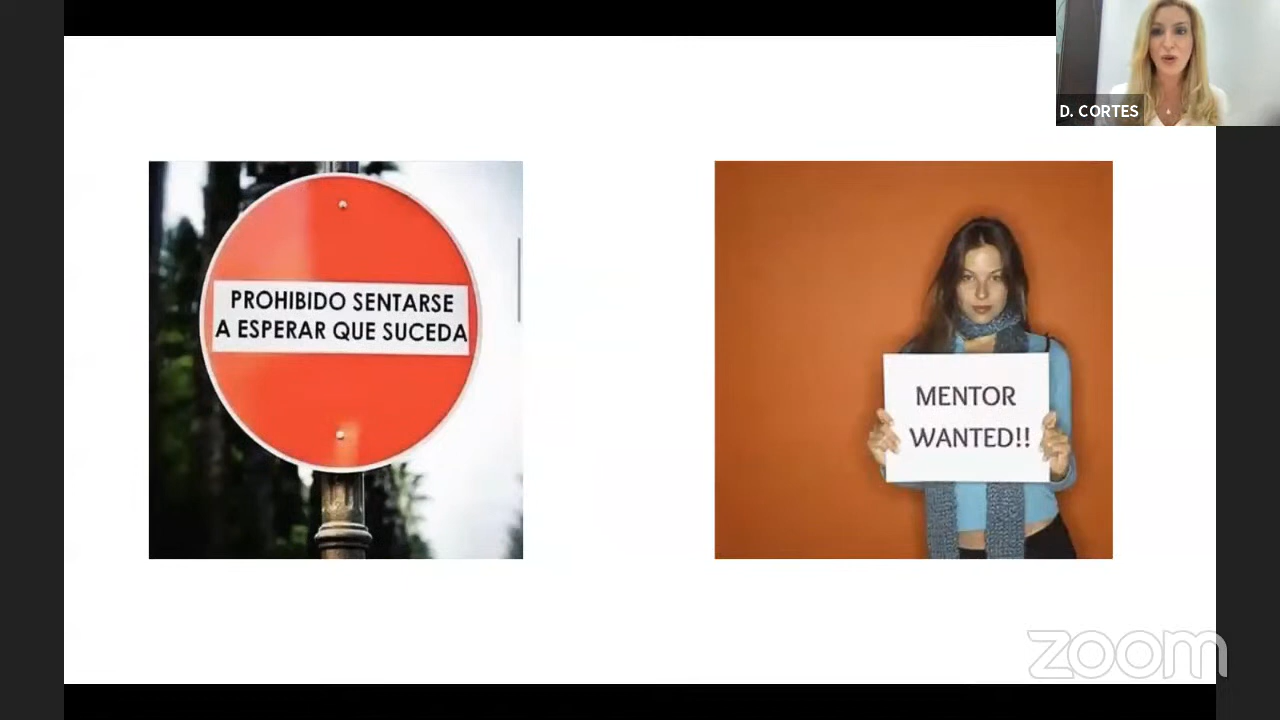 D. CORTES
PROHIBIDO SENTARSE
A ESPERAR QUE SUCEDA
MENTOR
WANTED!!
zoom